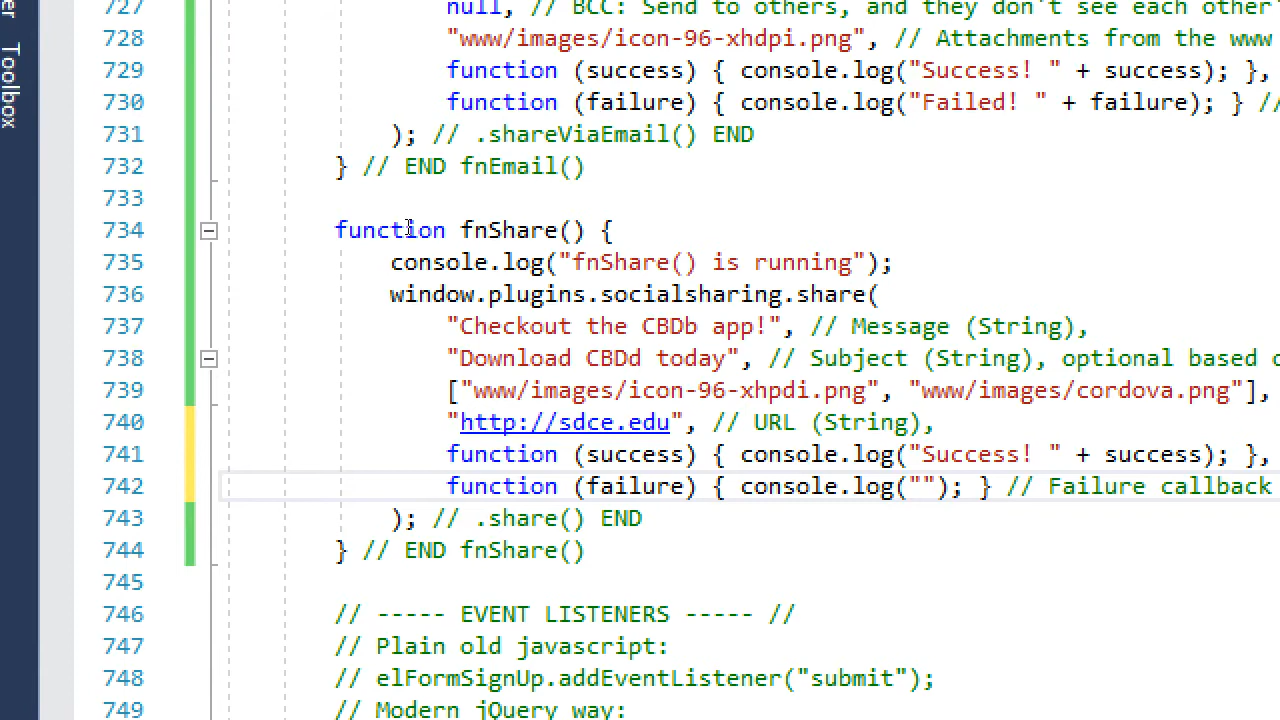 er
Toolbox
727 null, // BCC: Send to others, and they don't see each other'
728 "www/images/icon-96-xhdpi.png", // Attachments from the www
729 function (success) { console.log("Success! " + success); },
730 function (failure) { console.log("Failed! " + failure); } //
731 ); // .shareViaEmail() END
732 } // END fnEmail()
733
734 function fnShare() {
735 console.log("fnShare() is running");
736 window.plugins.socialsharing.share(
737 "Checkout the CBDb app!", // Message (String),
738 "Download CBDd today", // Subject (String), optional based o
739 ["www/images/icon-96-xhpdi.png", "www/images/cordova.png"],
740 "http://sdce.edu", // URL (String),
741 function (success) { console.log("Success! " + success); },
742 function (failure) { console.log(""); } // Failure callback
743 ); // .share() END
744 } // END fnShare()
745
746 // ----- EVENT LISTENERS ----- //
747 // Plain old javascript:
748 // elFormSignUp.addEventListener("submit");
749 // Modern jQuery way: